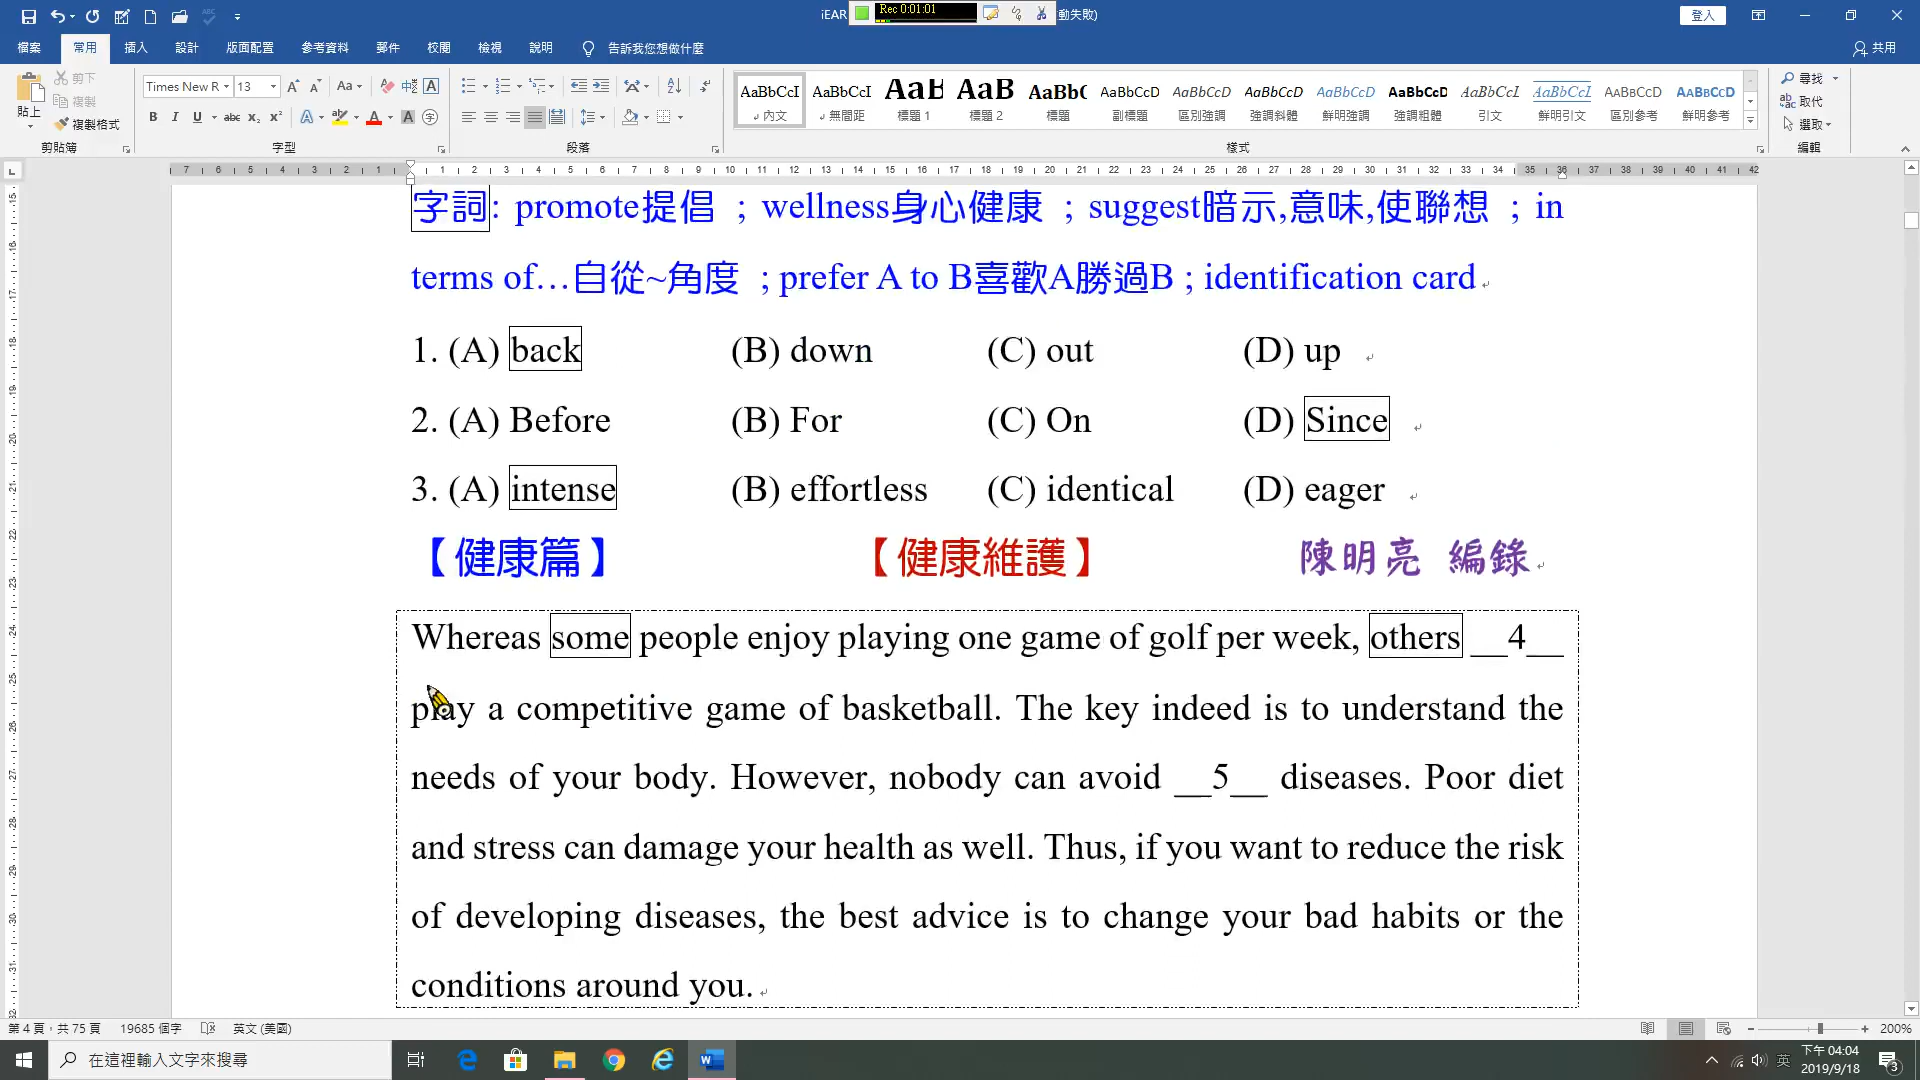 iEAR
Rec 0:01:01
動失敗)
登入
檔案 常用 插入 設計 版面配置 參考資料 郵件 校閱 檢視 說明 告訴我您想做什麼 共用
貼上
剪下
複製
複製格式
剪貼簿
Times New R 13
字型
段落
AaBbCcI AaBbCcI AaB AaB AaBbC AaBbCcD AaBbCcD AaBbCcD AaBbCcD AaBbCcD AaBbCcI AaBbCcI AaBbCcD AaBbCcD
內文 無間距 標題 1 標題 2 標題 副標題 區別強調 強調斜體 鮮明強調 強調粗體 引文 鮮明引文 區別參考 鮮明參考
樣式
尋找
取代
選取
編輯
字詞: promote提倡 ; wellness身心健康 ; suggest暗示,意味,使聯想 ; in
terms of…自從~角度 ; prefer A to B喜歡A勝過B ; identification card
1. (A) back (B) down (C) out (D) up
2. (A) Before (B) For (C) On (D) Since
3. (A) intense (B) effortless (C) identical (D) eager
【健康篇】 【健康維護】 陳明亮 編錄
Whereas some people enjoy playing one game of golf per week, others __4__
play a competitive game of basketball. The key indeed is to understand the
needs of your body. However, nobody can avoid __5__ diseases. Poor diet
and stress can damage your health as well. Thus, if you want to reduce the risk
of developing diseases, the best advice is to change your bad habits or the
conditions around you.
第 4 頁，共 75 頁 19685 個字 英文 (美國) 200%
在這裡輸入文字來搜尋
英
下午 04:04
2019/9/18
3